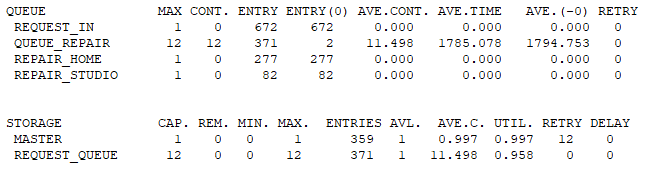 QUEUE MAX CONT. ENTRY ENTRY(0) AVE.CONT. AVE.TIME AVE.(-0) RETRY
REQUEST_IN 1 0 672 672 0.000 0.000 0.000 0
QUEUE_REPAIR 12 12 371 2 11.498 1785.078 1794.753 0
REPAIR_HOME 1 0 277 277 0.000 0.000 0.000 0
REPAIR_STUDIO 1 0 82 82 0.000 0.000 0.000 0
STORAGE CAP. REM. MIN. MAX. ENTRIES AVL. AVE.C. UTIL. RETRY DELAY
MASTER 1 0 0 1 359 1 0.997 0.997 12 0
REQUEST_QUEUE 12 0 0 12 371 1 11.498 0.958 0 0